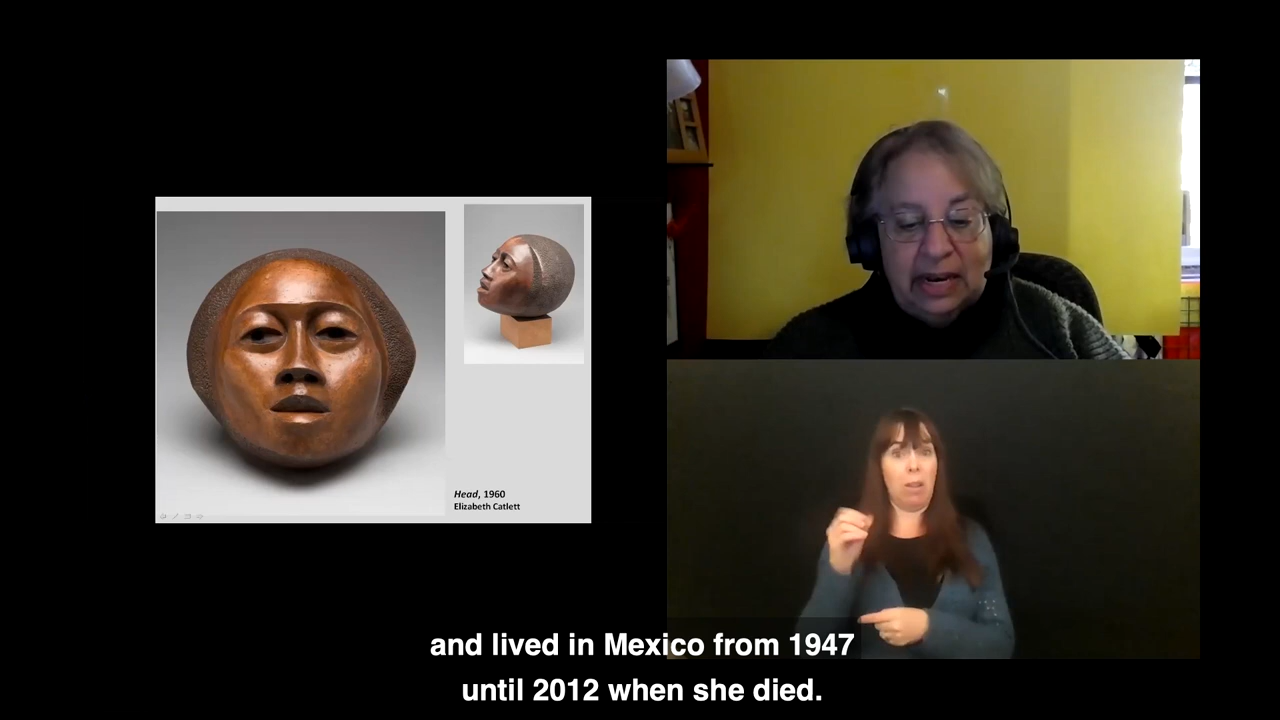 Head, 1960
Elizabeth Catlett
and lived in Mexico from 1947
until 2012 when she died.